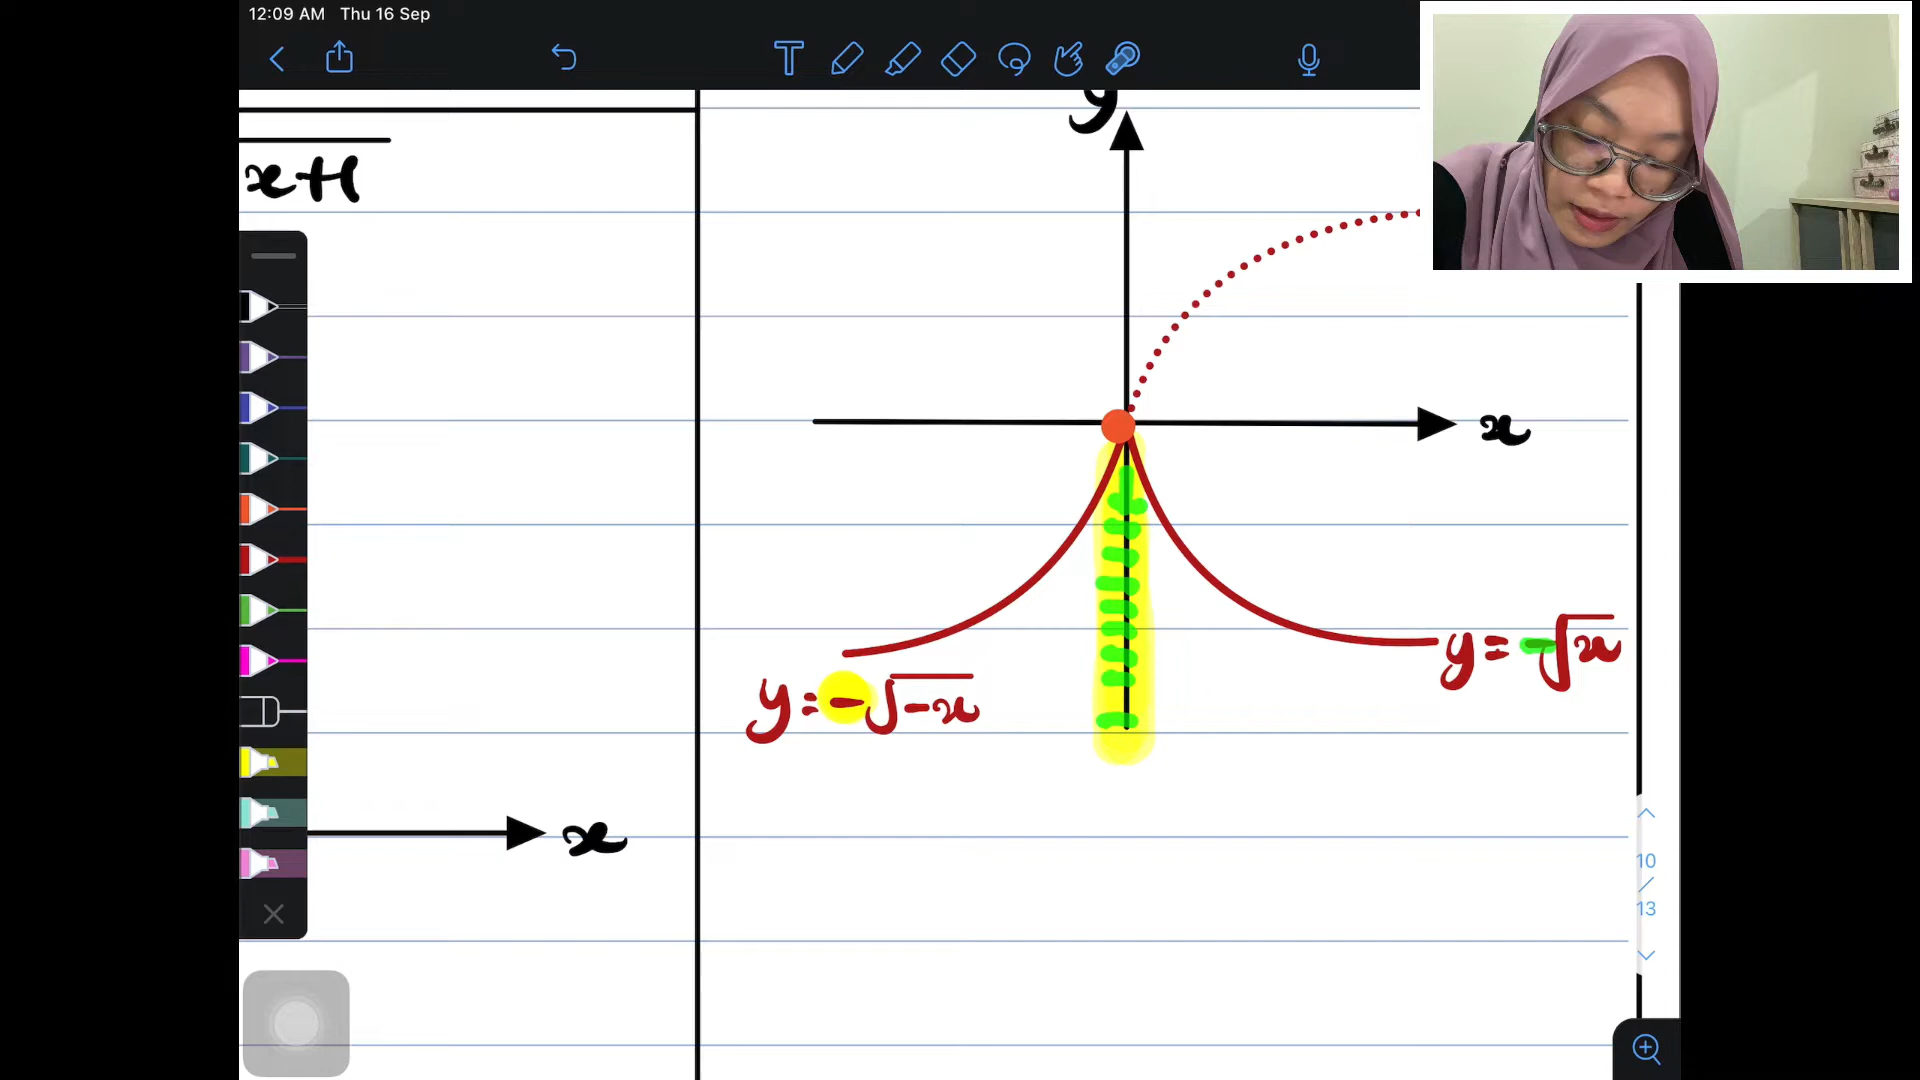 12:09 AM Thu 16 Sep
T
y
x+1
x
y = -√x
y = -√-x
x
10
/
13